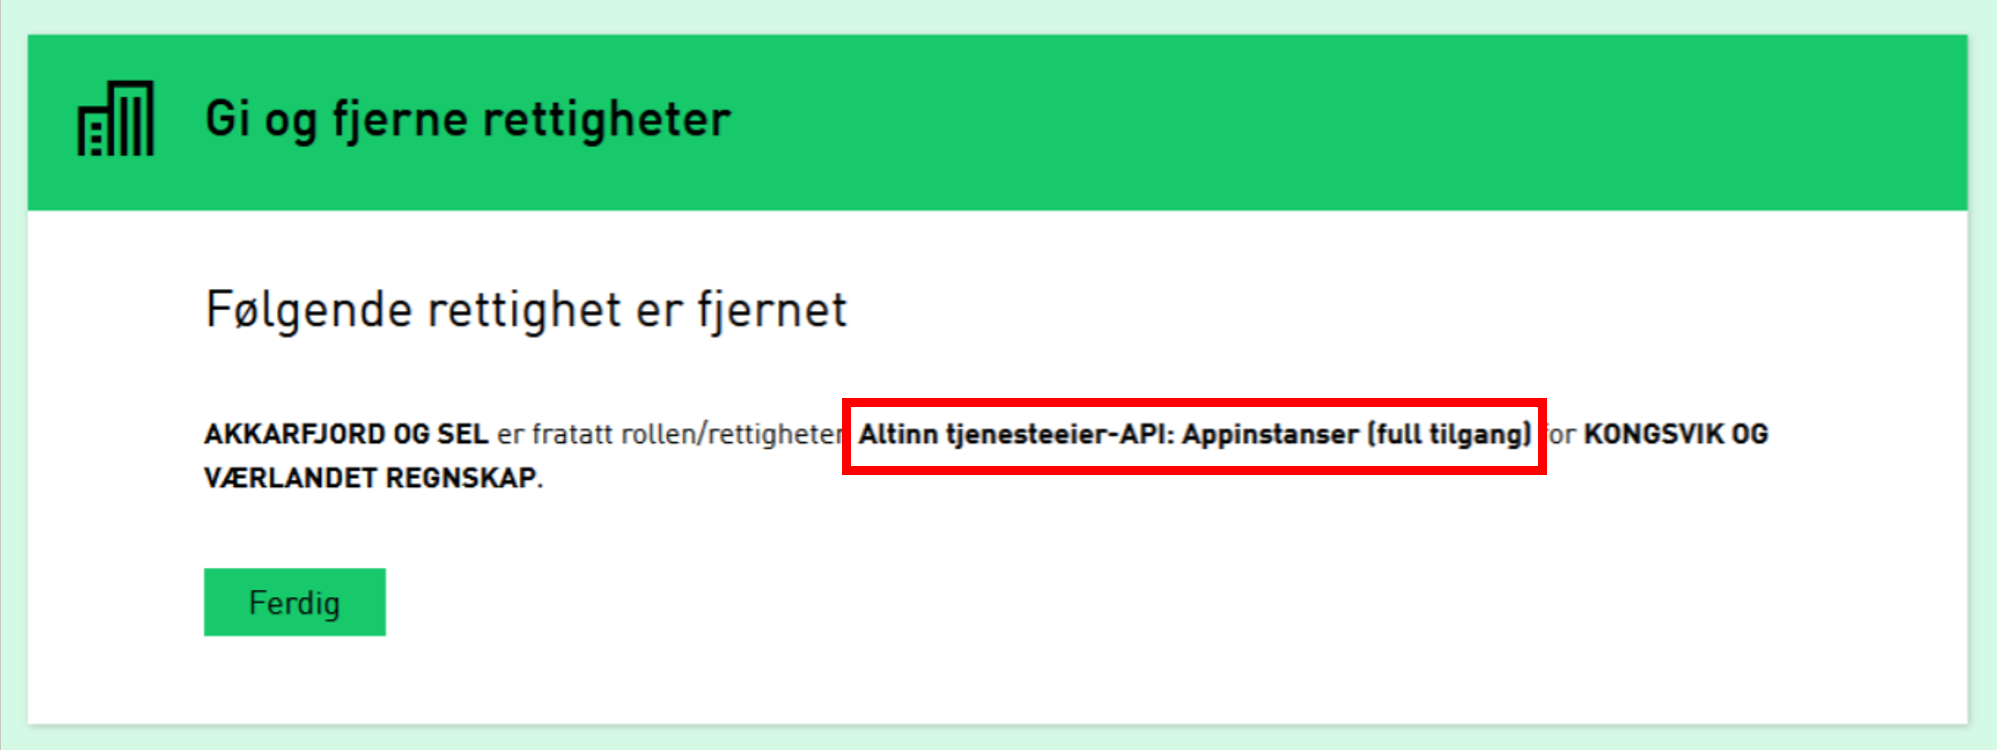 Gi og fjerne rettigheter
Følgende rettighet er fjernet
AKKARFJORD OG SEL er fratatt rollen/rettigheter Altinn tjenesteeier-API: Appinstanser (full tilgang) for KONGSVIK OG
VÆRLANDET REGNSKAP.
Ferdig